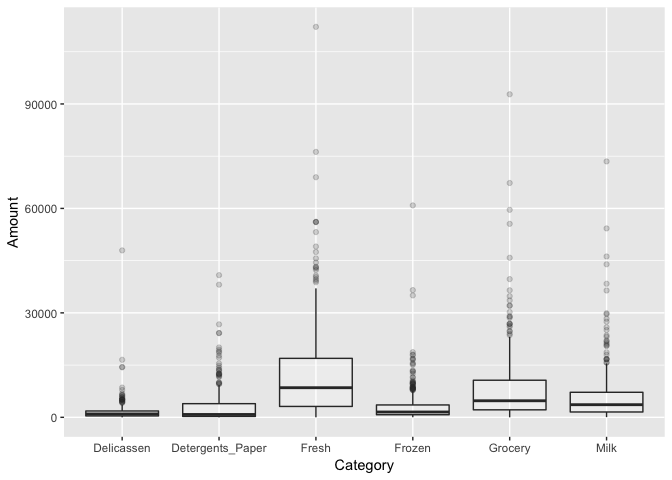 Amount
90000
60000
30000
0
Delicassen Detergents_Paper Fresh Frozen Grocery Milk
Category